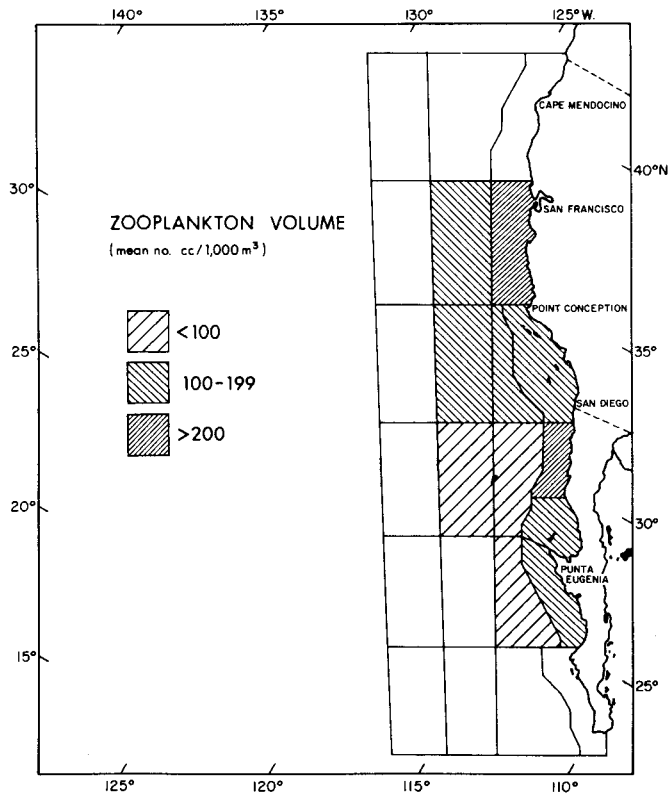 140° 135° 130° 125°W.
CAPE MENDOCINO
40°N
30°
SAN FRANCISCO
ZOOPLANKTON VOLUME
(mean no. cc/1,000 m³)
POINT CONCEPTION
<100
25°
35°
100-199
SAN DIEGO
>200
20°
30°
PUNTA
EUGENIA
15°
25°
125° 120° 115° 110°